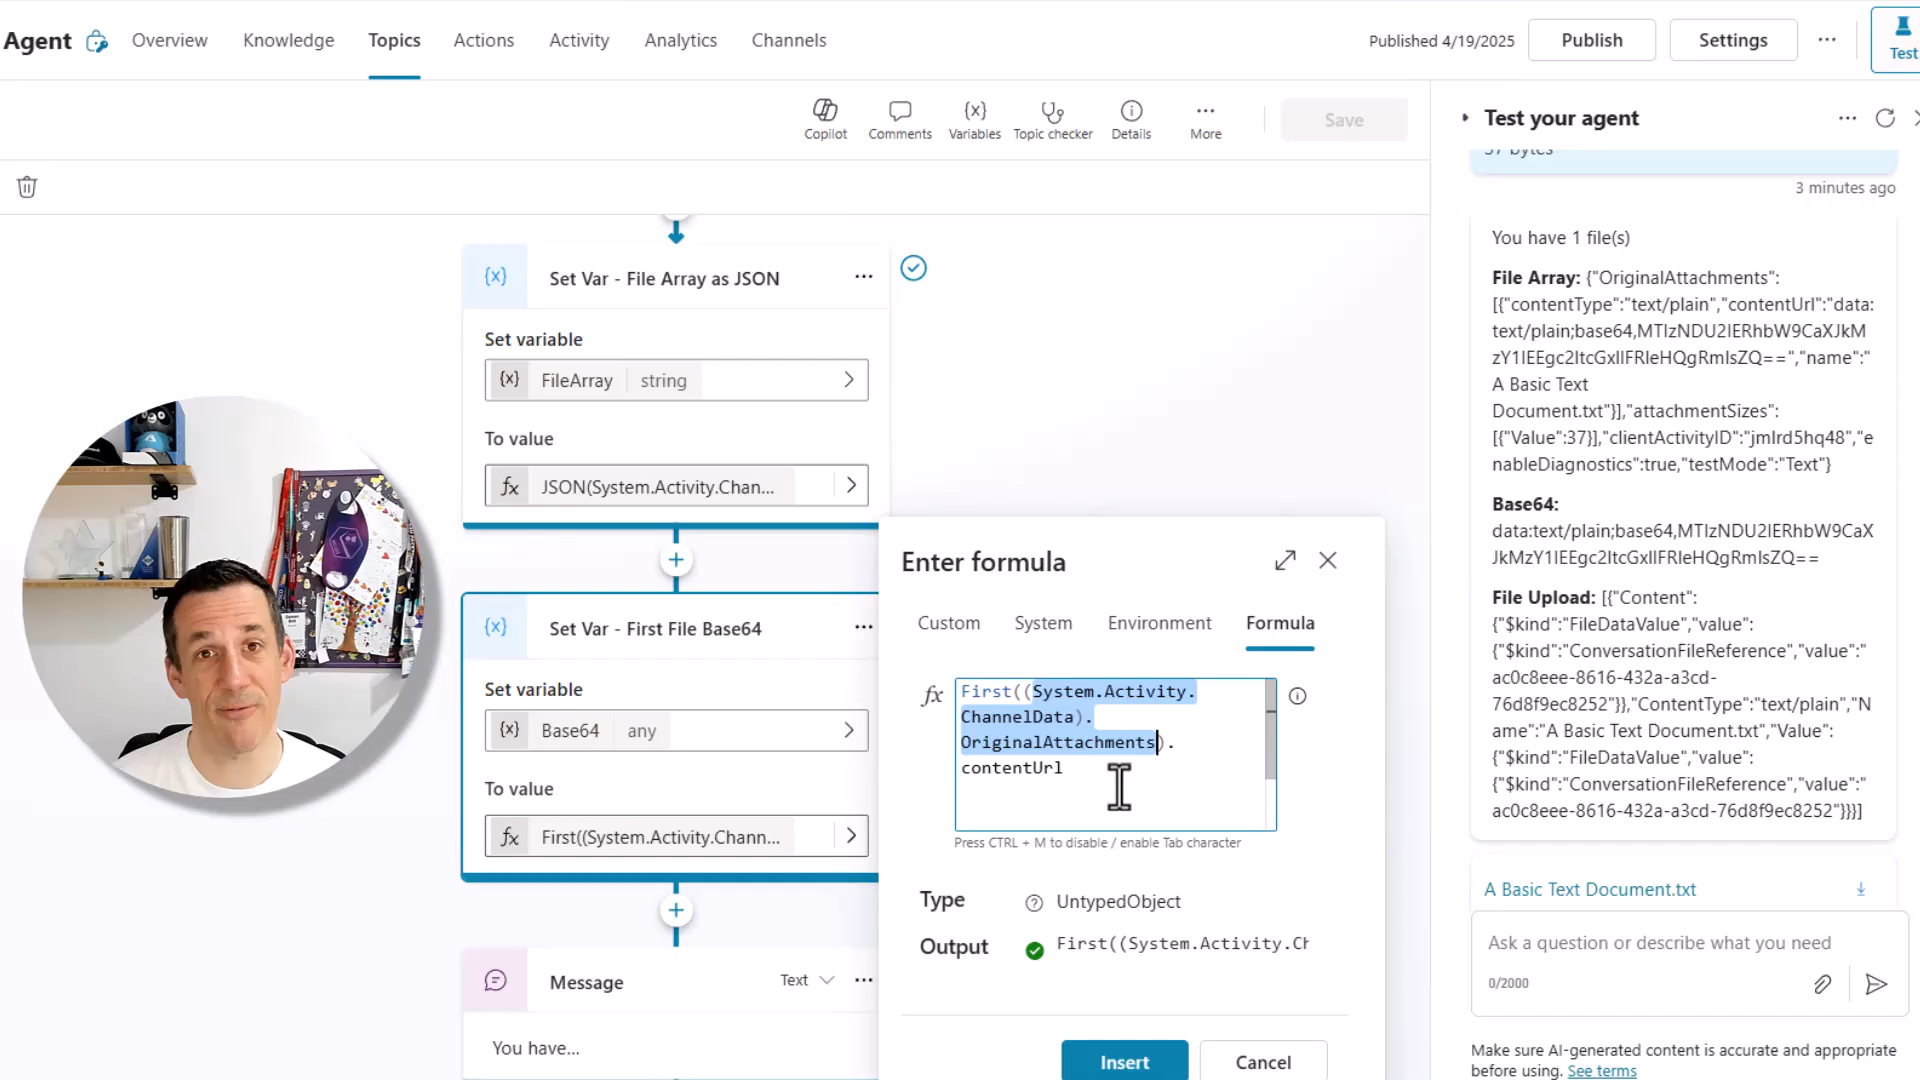 Agent
Overview
Knowledge
Topics
Actions
Activity
Analytics
Channels
Published 4/19/2025
Publish
Settings
Test
Copilot
Comments
Variables
Topic checker
Details
More
Save
Test your agent
37 bytes
3 minutes ago
Set Var - File Array as JSON
Set variable
{x} FileArray string
To value
fx JSON(System.Activity.Chan...
Set Var - First File Base64
Set variable
{x} Base64 any
To value
fx First((System.Activity.Chann...
Message
Text
You have...
Enter formula
Custom
System
Environment
Formula
fx
First((System.Activity.
ChannelData).
OriginalAttachments).
contentUrl
Press CTRL + M to disable / enable Tab character
Type
UntypedObject
Output
First((System.Activity.Ch
Insert
Cancel
You have 1 file(s)
File Array: {"OriginalAttachments":
[{"contentType":"text/plain","contentUrl":"data:
text/plain;base64,MTIzNDU2IERhbW9CaXJkM
zY1IEEgc2ltcGxlIFRleHQgRmlsZQ==","name":"
A Basic Text
Document.txt"}],"attachmentSizes":
[{"Value":37}],"clientActivityID":"jmlrd5hq48","e
nableDiagnostics":true,"testMode":"Text"}
Base64:
data:text/plain;base64,MTIzNDU2IERhbW9CaX
JkMzY1IEEgc2ltcGxlIFRleHQgRmlsZQ==
File Upload: [{"Content":
{"$kind":"FileDataValue","value":
{"$kind":"ConversationFileReference","value":"
ac0c8eee-8616-432a-a3cd-
76d8f9ec8252"}},"ContentType":"text/plain","N
ame":"A Basic Text Document.txt","Value":
{"$kind":"FileDataValue","value":
{"$kind":"ConversationFileReference","value":"
ac0c8eee-8616-432a-a3cd-76d8f9ec8252"}}}]
A Basic Text Document.txt
Ask a question or describe what you need
0/2000
Make sure AI-generated content is accurate and appropriate
before using. See terms